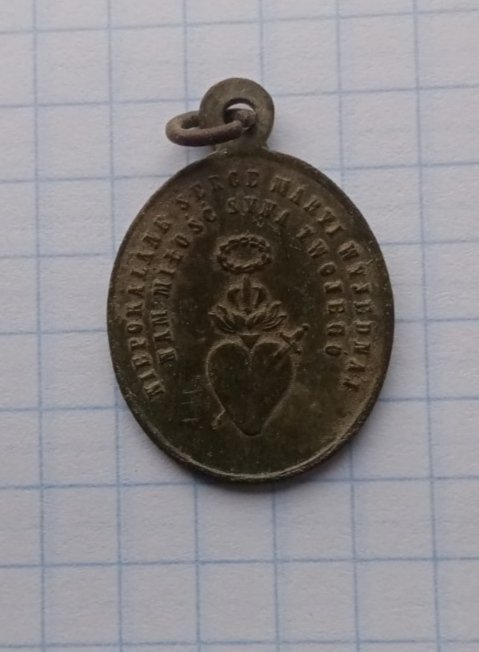 NIEPOKALANE SERCE MARYI WYJEDNAJ
NAM MIŁOŚĆ SYNA TWOJEGO